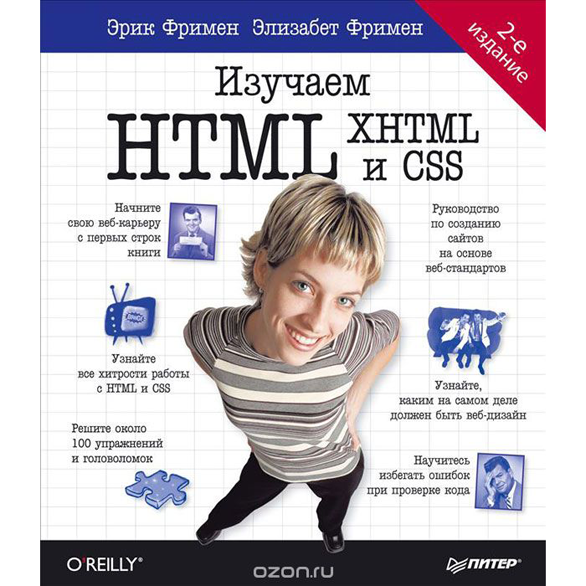 Эрик Фримен Элизабет Фримен
2-е
издание
Изучаем
HTML
XHTML
и CSS
Начните
свою веб-карьеру
с первых строк
книги
Руководство
по созданию
сайтов
на основе
веб-стандартов
SPACE
Узнайте
все хитрости работы
с HTML и CSS
Узнайте,
каким на самом деле
должен быть веб-дизайн
Решите около
100 упражнений
и головоломок
Научитесь
избегать ошибок
при проверке кода
O'REILLY®
ozon.ru
ПИТЕР®